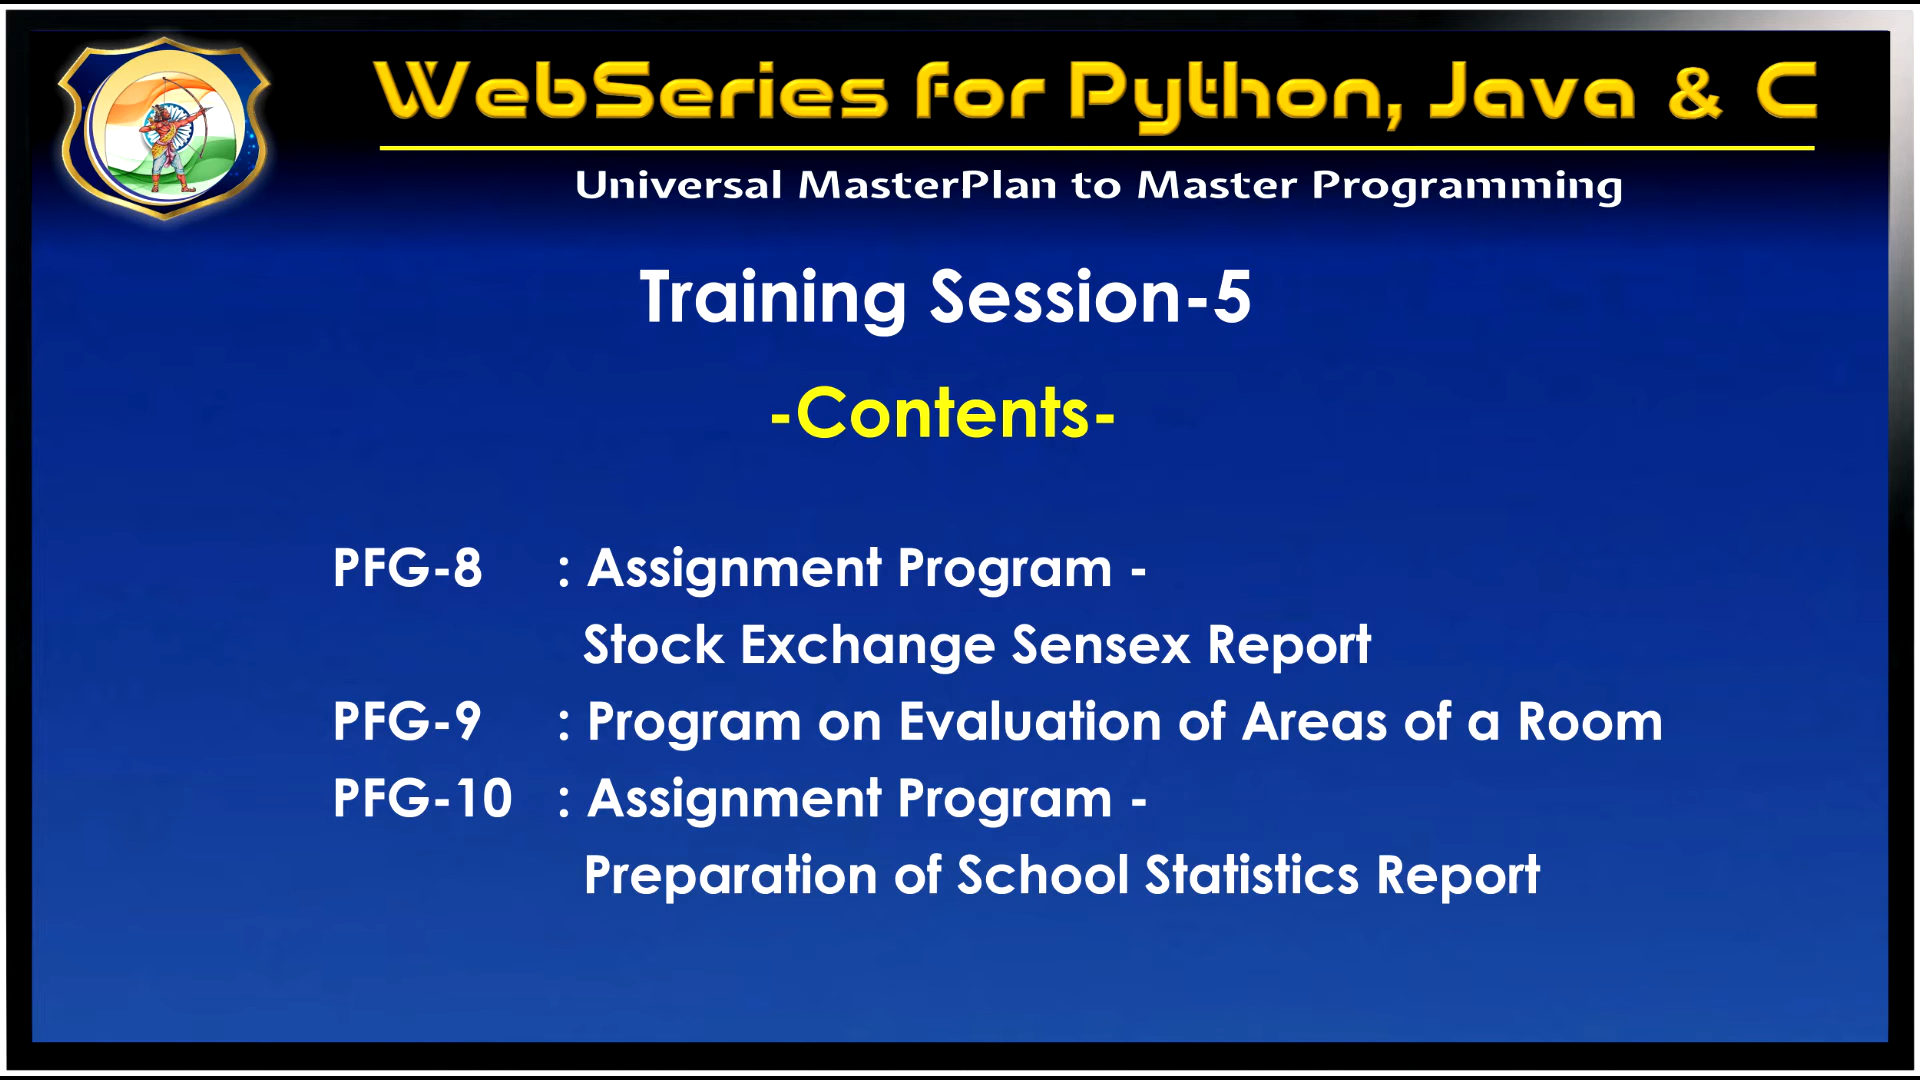 WebSeries for Python, Java & C
Universal MasterPlan to Master Programming
Training Session-5
-Contents-
PFG-8 : Assignment Program -
Stock Exchange Sensex Report
PFG-9 : Program on Evaluation of Areas of a Room
PFG-10 : Assignment Program -
Preparation of School Statistics Report